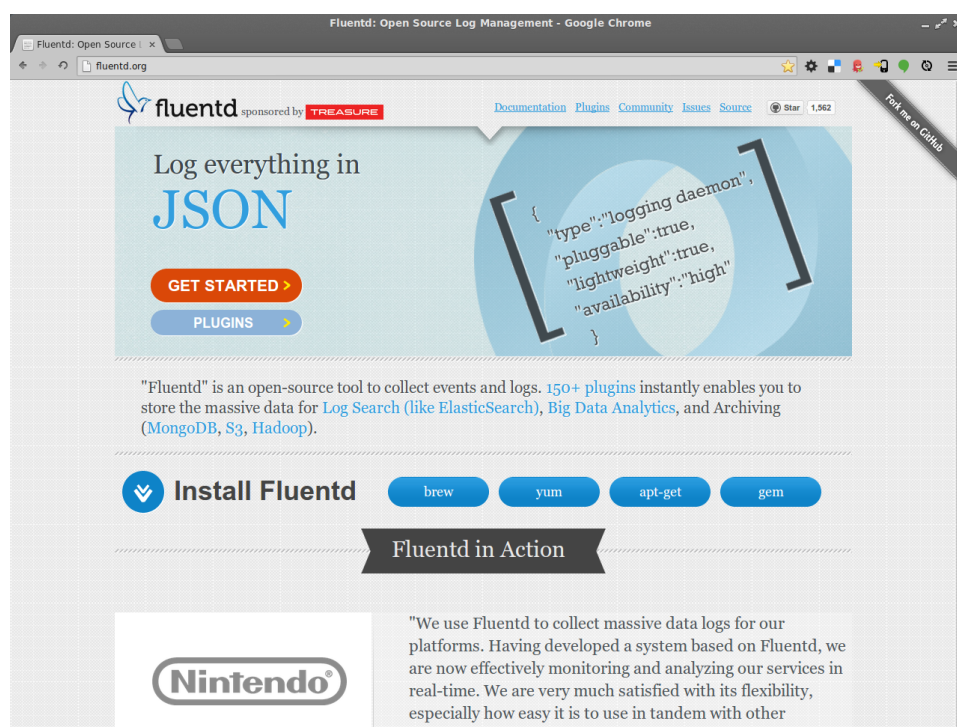 Fluentd: Open Source Log Management - Google Chrome
Fluentd: Open Source L
fluentd.org
fluentd sponsored by TREASURE
Documentation Plugins Community Issues Source Star 1,562
Fork me on GitHub
Log everything in
JSON
GET STARTED >
PLUGINS >
[ {
"type":"logging daemon",
"pluggable":true,
"lightweight":true,
"availability":"high"
} ]
"Fluentd" is an open-source tool to collect events and logs. 150+ plugins instantly enables you to
store the massive data for Log Search (like ElasticSearch), Big Data Analytics, and Archiving
(MongoDB, S3, Hadoop).
Install Fluentd brew yum apt-get gem
Fluentd in Action
Nintendo®
"We use Fluentd to collect massive data logs for our
platforms. Having developed a system based on Fluentd, we
are now effectively monitoring and analyzing our services in
real-time. We are very much satisfied with its flexibility,
especially how easy it is to use in tandem with other